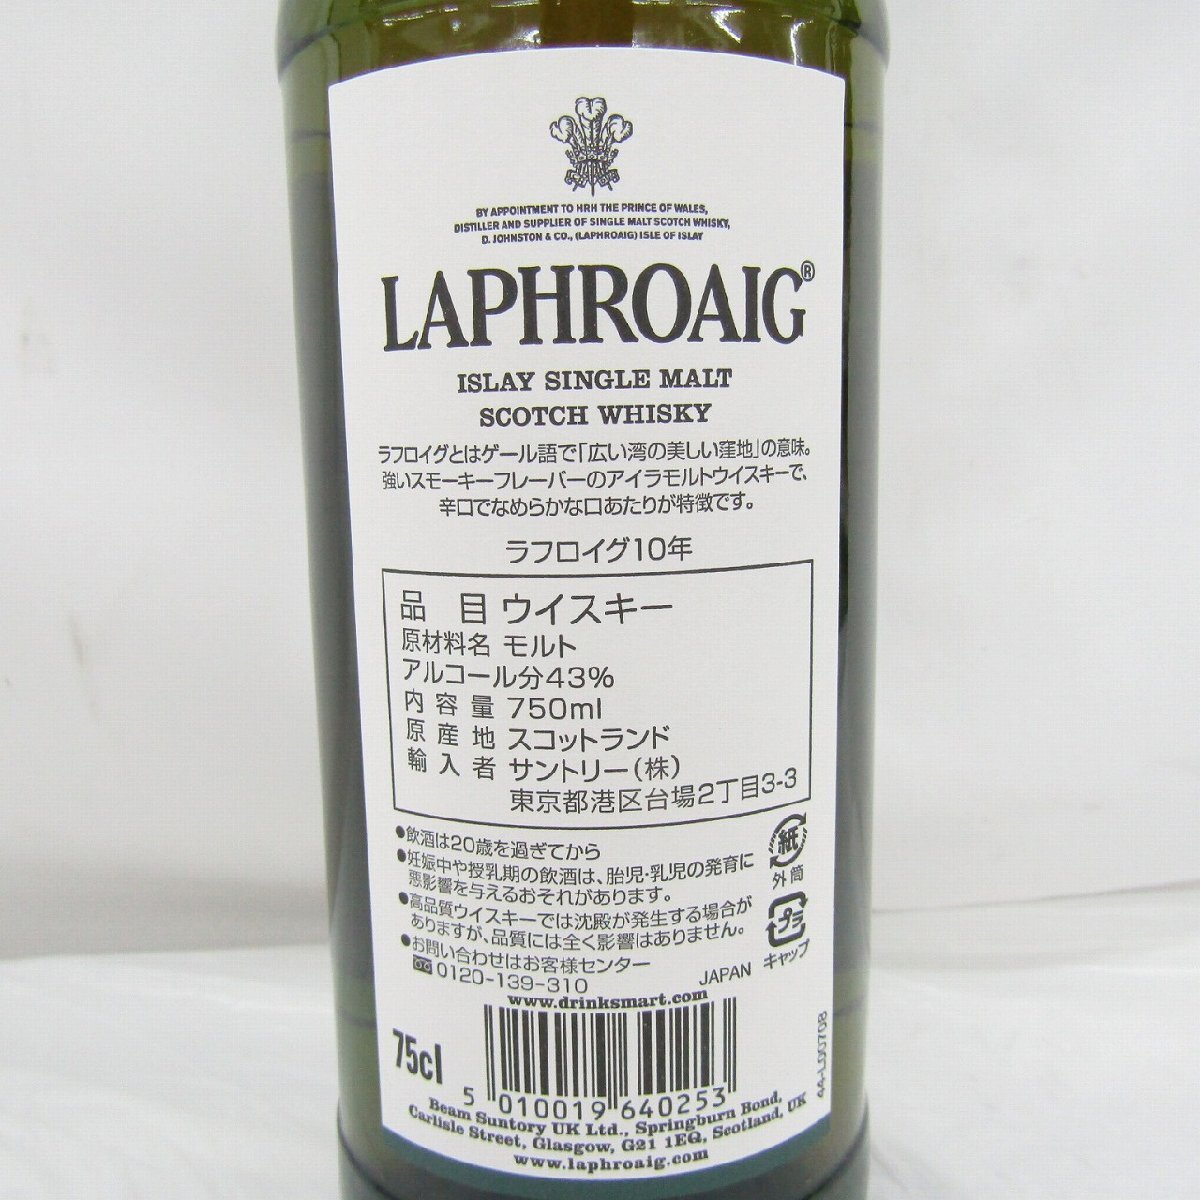 BY APPOINTMENT TO HRH THE PRINCE OF WALES,
DISTILLER AND SUPPLIER OF SINGLE MALT SCOTCH WHISKY,
D. JOHNSTON & CO., (LAPHROAIG) ISLE OF ISLAY
LAPHROAIG®
ISLAY SINGLE MALT
SCOTCH WHISKY
ラフロイグとはゲール語で「広い湾の美しい窪地」の意味。
強いスモーキーフレーバーのアイラモルトウイスキーで、
辛口でなめらかな口あたりが特徴です。
ラフロイグ10年
品 目 ウイスキー
原材料名 モルト
アルコール分43%
内容量 750ml
原産地 スコットランド
輸入者 サントリー(株)
東京都港区台場2丁目3-3
●飲酒は20歳を過ぎてから
●妊娠中や授乳期の飲酒は、胎児・乳児の発育に
悪影響を与えるおそれがあります。
●高品質ウイスキーでは沈殿が発生する場合が
ありますが、品質には全く影響はありません。
●お問い合わせはお客様センター
0120-139-310
紙
外筒
プラ
キャップ
JAPAN
www.drinksmart.com
75cl
5 010019 640253
44-L00708
Beam Suntory UK Ltd., Springburn Bond,
Carlisle Street, Glasgow, G21 1EQ, Scotland, UK
www.laphroaig.com